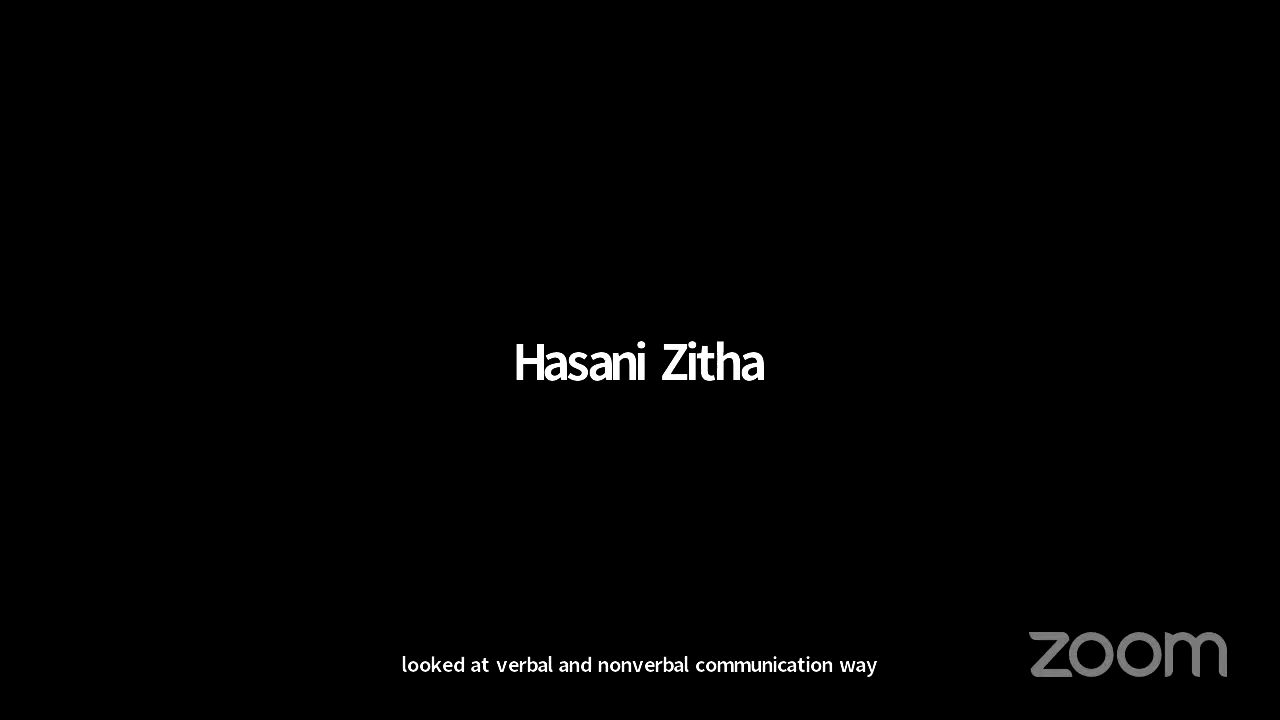 Hasani Zitha
looked at verbal and nonverbal communication way
zoom